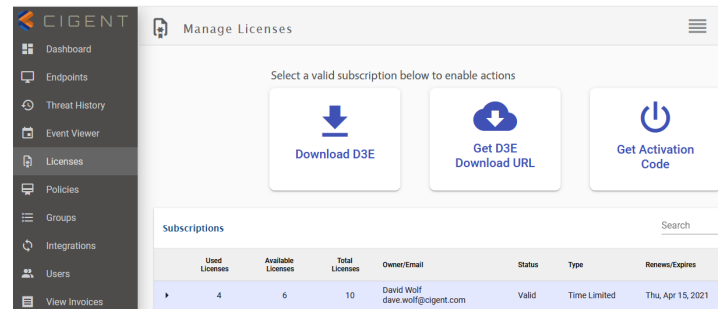 CIGENT
Manage Licenses
Dashboard
Endpoints
Threat History
Event Viewer
Licenses
Policies
Groups
Integrations
Users
View Invoices
Select a valid subscription below to enable actions
Download D3E
Get D3E
Download URL
Get Activation
Code
Subscriptions
Search
Used Licenses Available Licenses Total Licenses Owner/Email Status Type Renews/Expires
4 6 10 David Wolf dave.wolf@cigent.com Valid Time Limited Thu, Apr 15, 2021